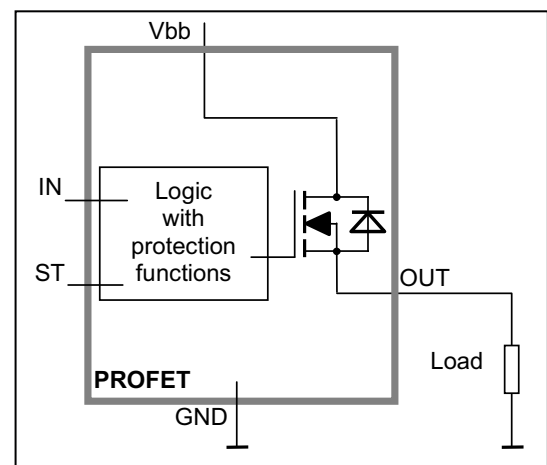 Vbb
IN
Logic
with
protection
functions
ST
OUT
Load
PROFET
GND